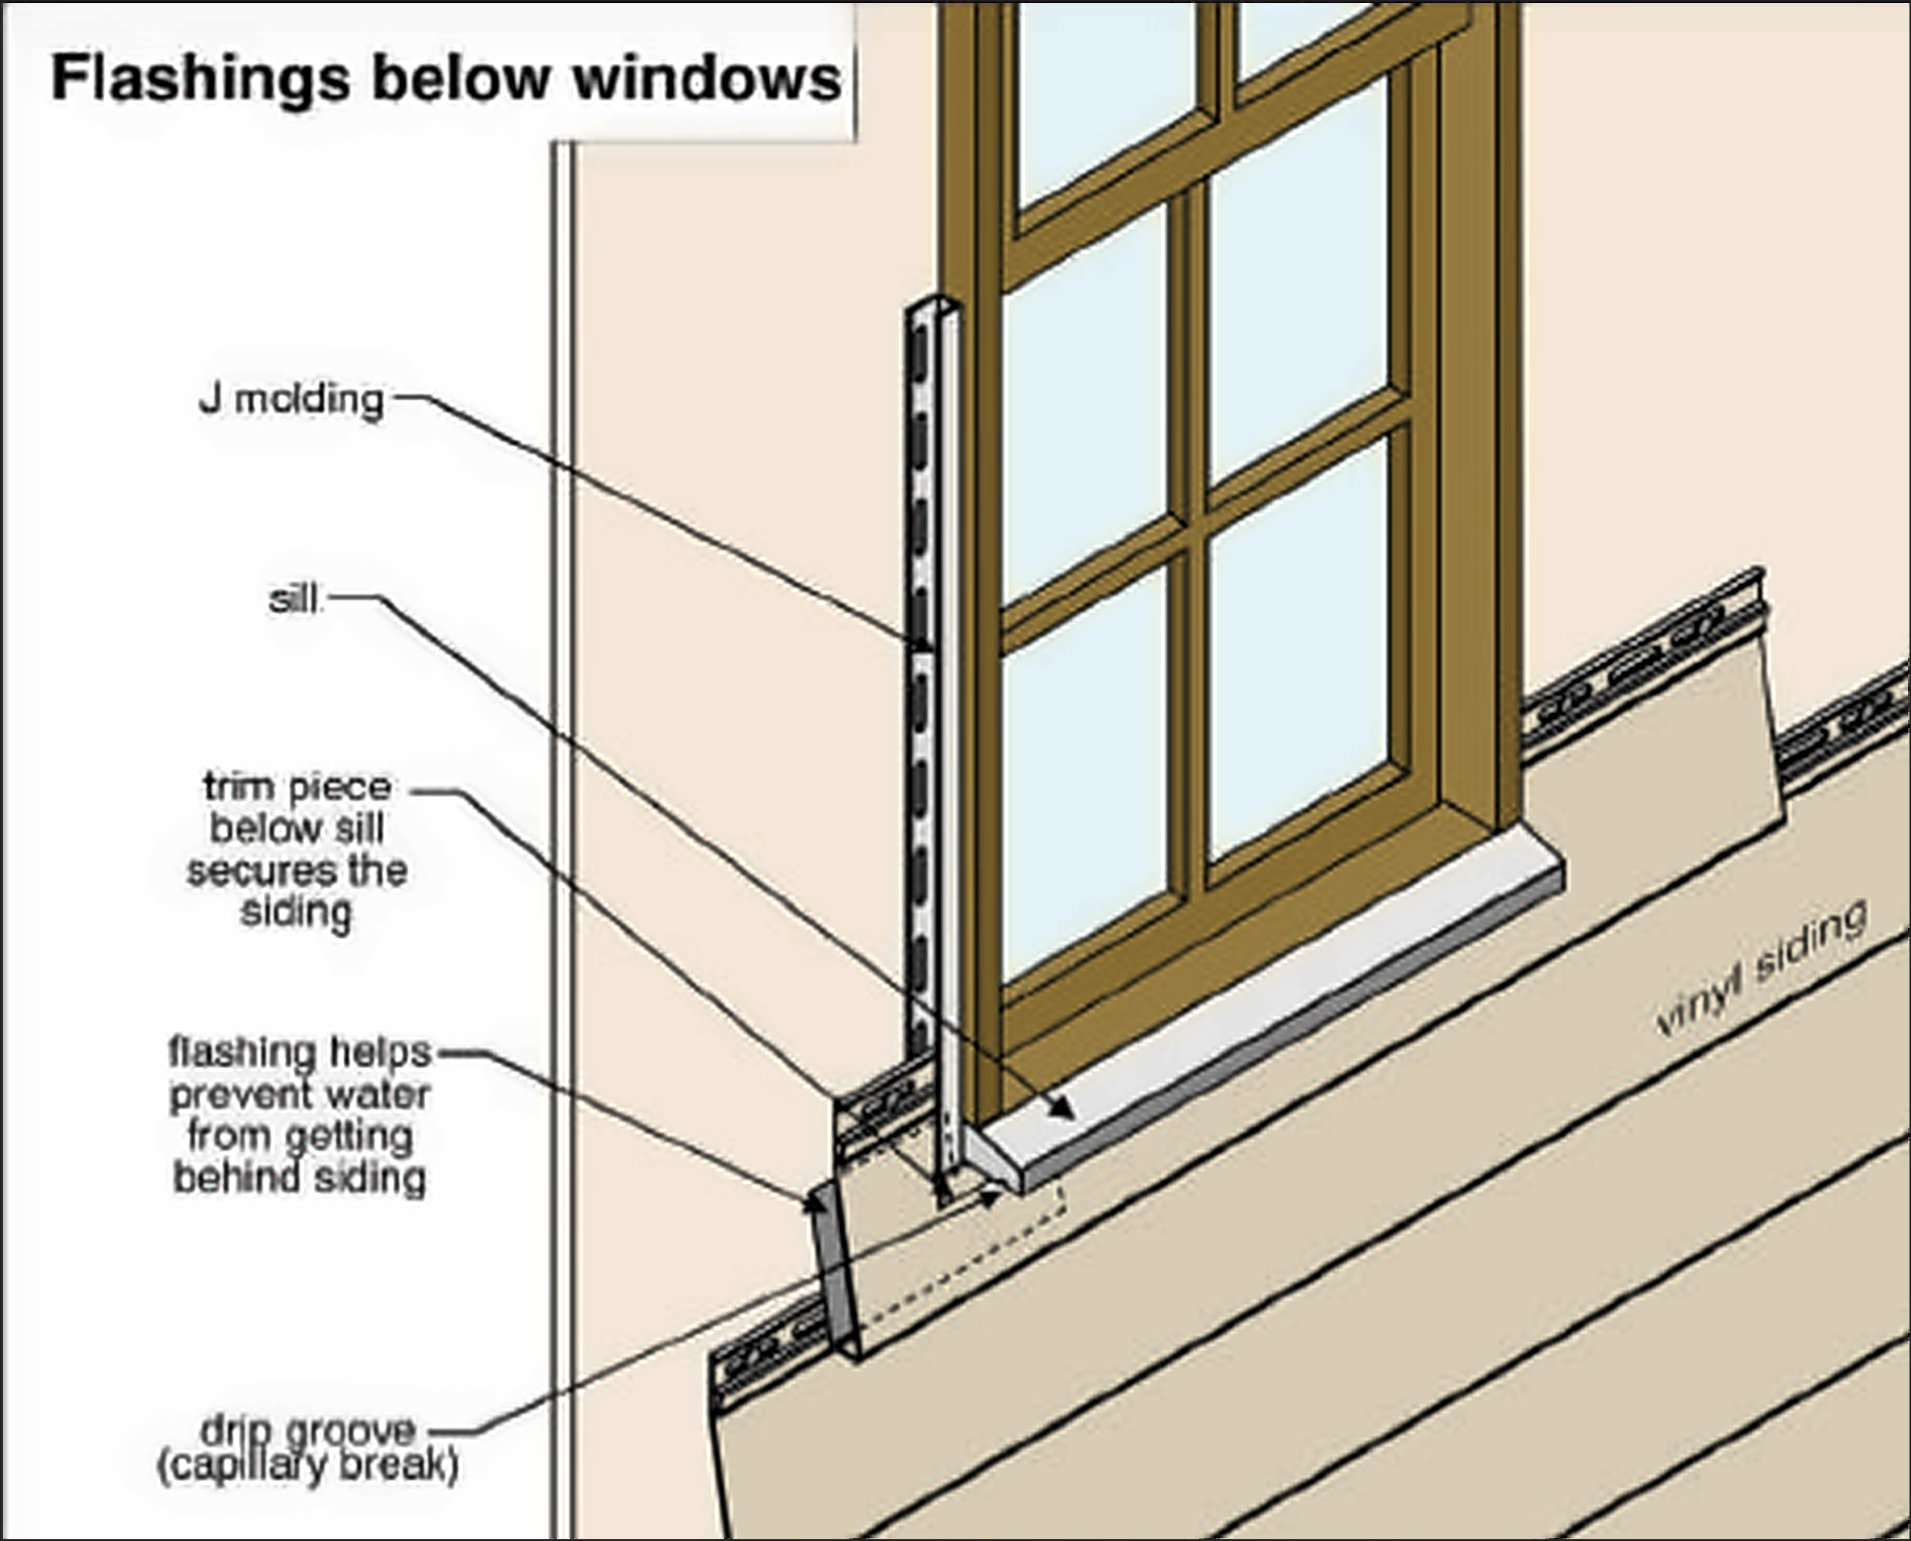 Flashings below windows
J molding
sill
trim piece
below sill
secures the
siding
flashing helps
prevent water
from getting
behind siding
drip groove
(capillary break)
vinyl siding